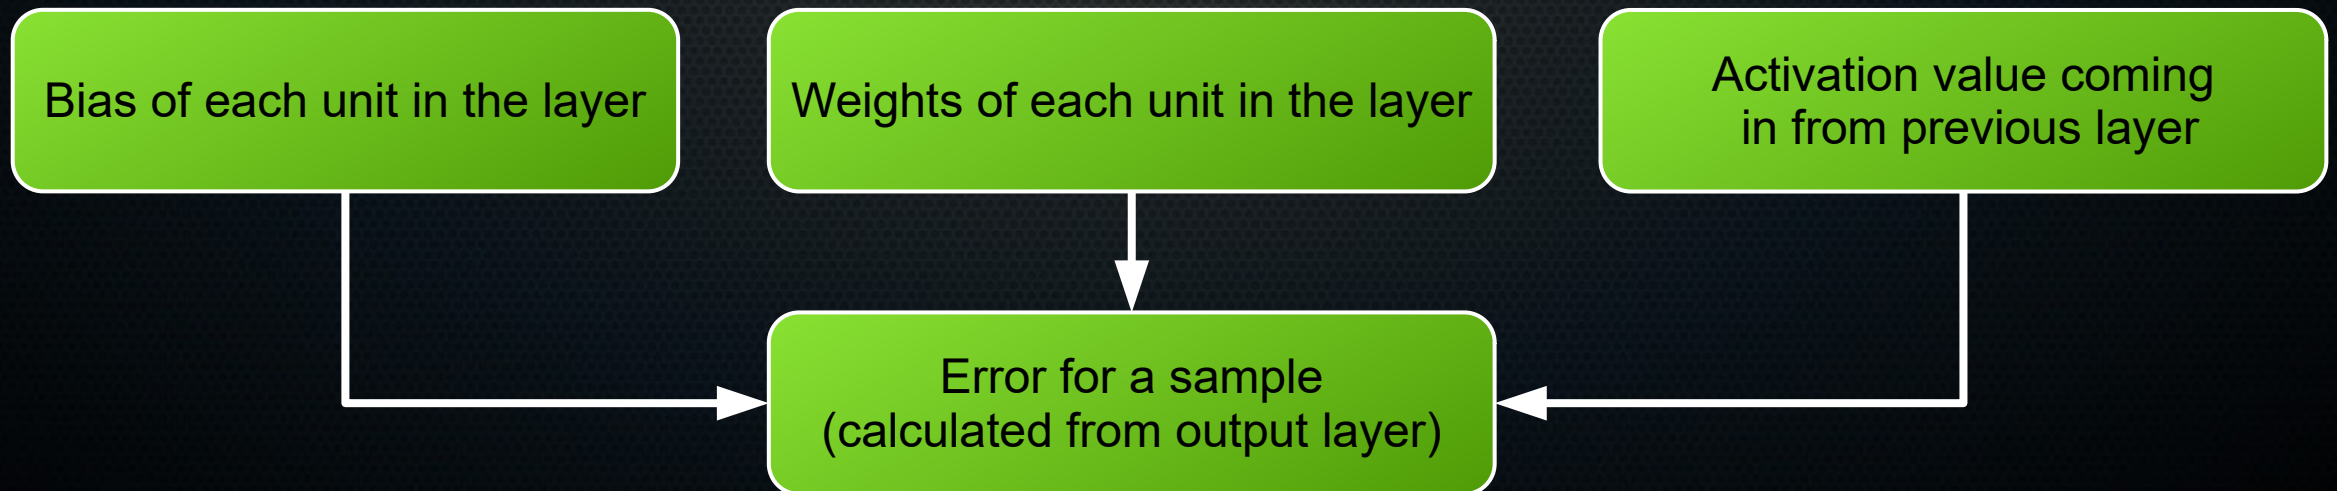 Bias of each unit in the layer
Weights of each unit in the layer
Activation value coming
in from previous layer
Error for a sample
(calculated from output layer)